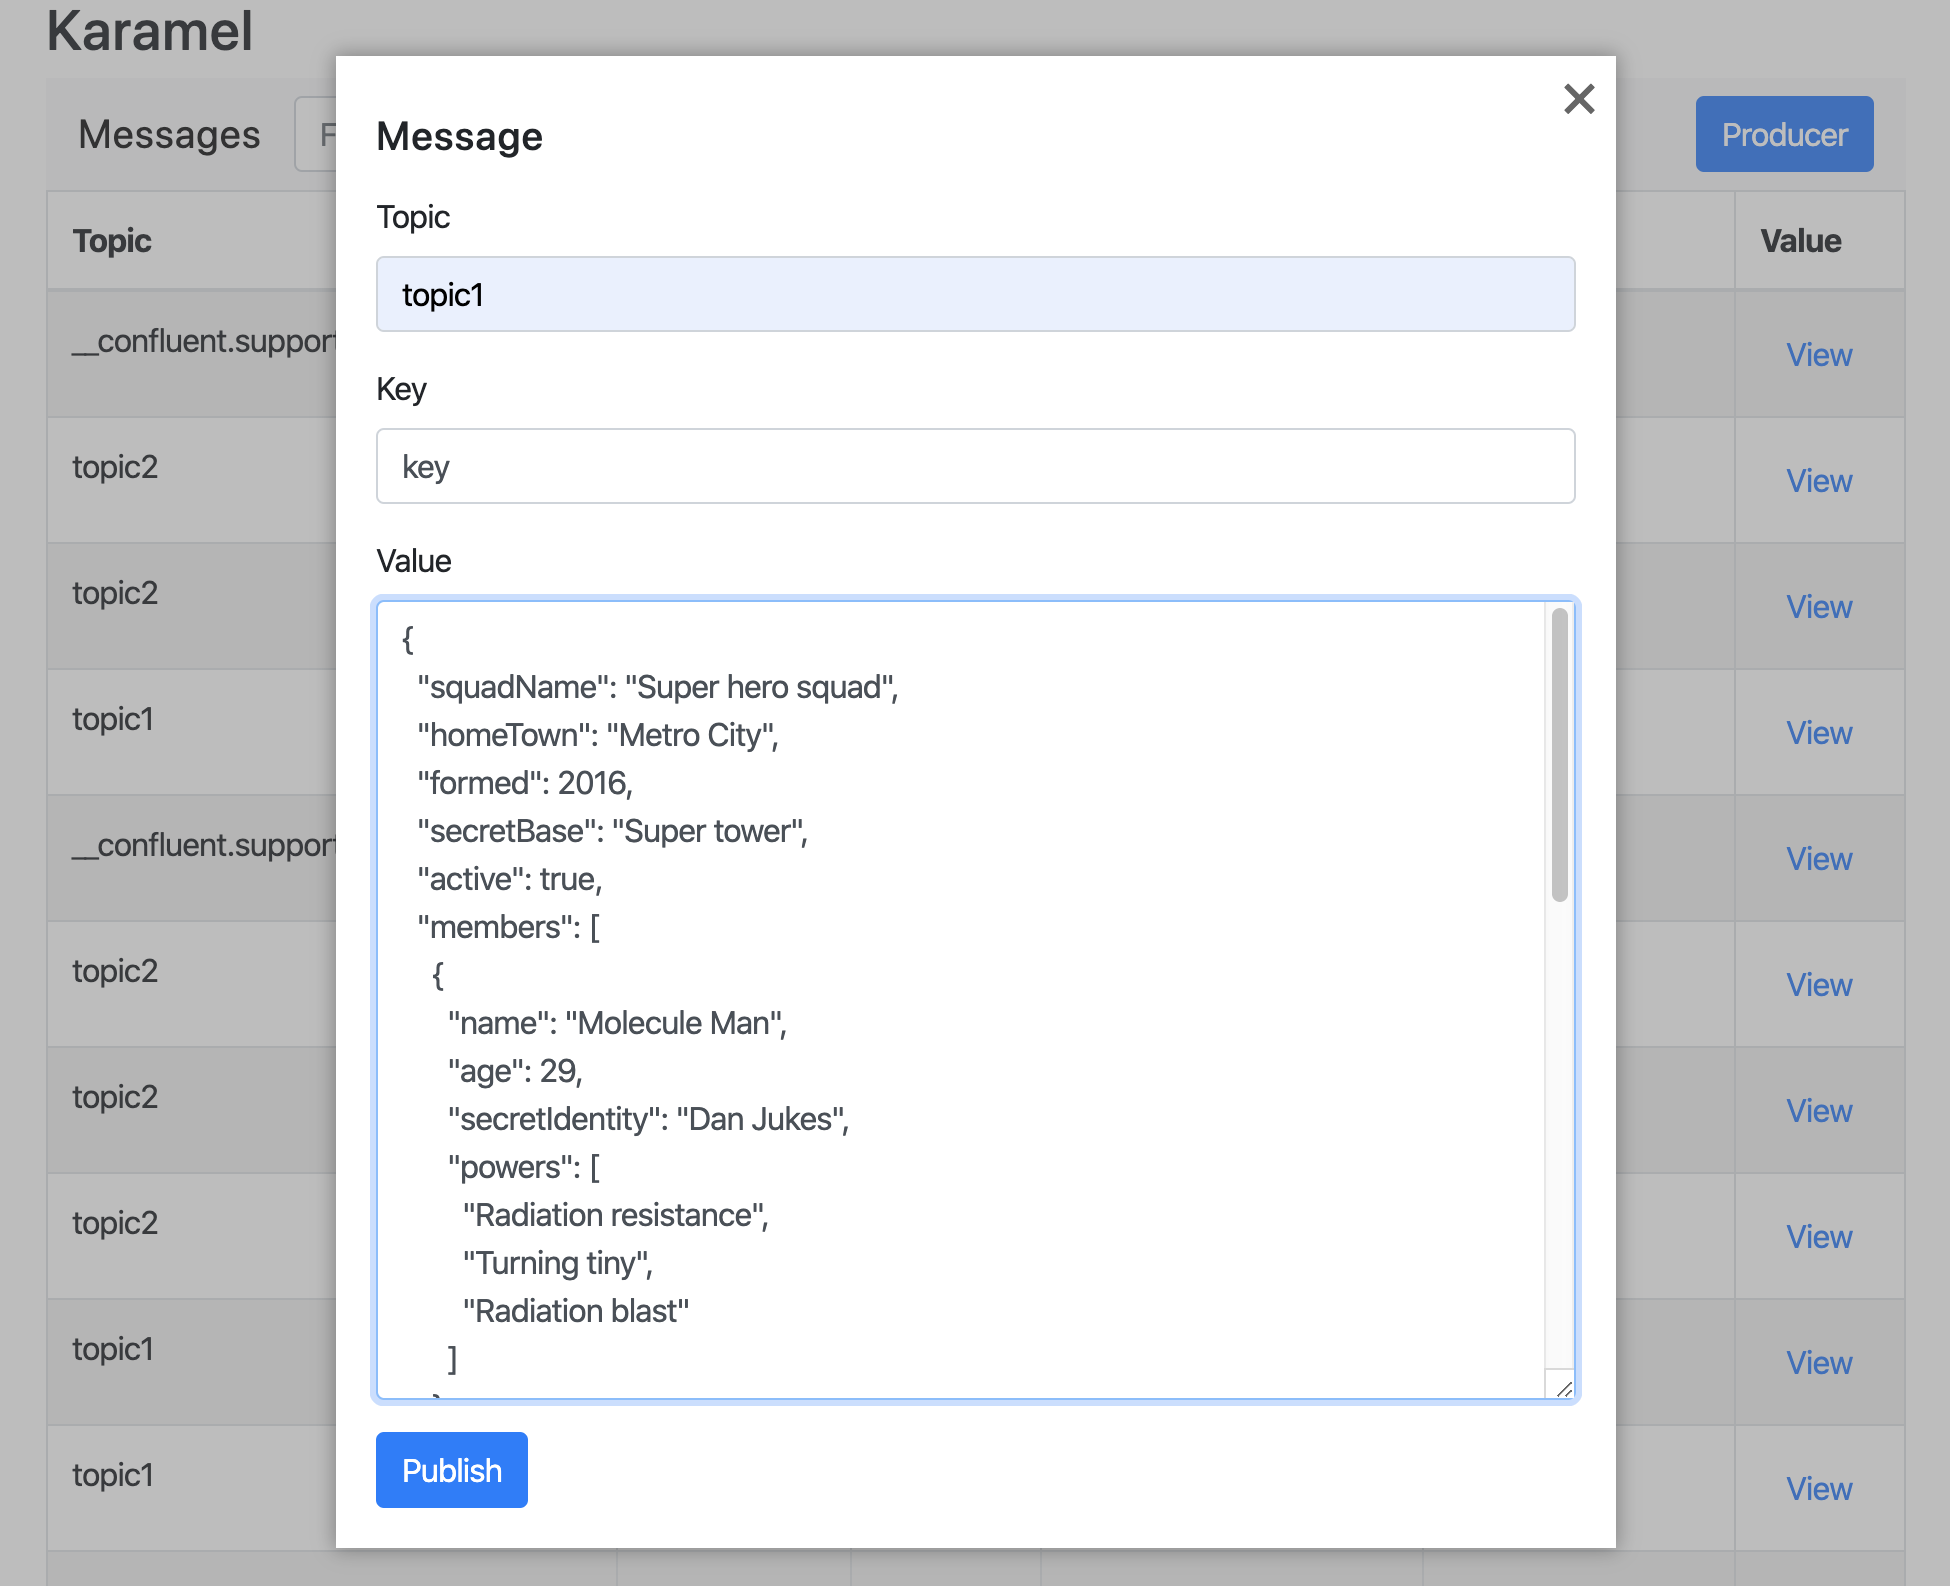 Karamel
Messages
F
Producer
Topic
Value
__confluent.support
View
topic2
View
topic2
View
topic1
View
__confluent.support
View
topic2
View
topic2
View
topic2
View
topic1
View
topic1
View
Message
Topic
topic1
Key
key
Value
{
"squadName": "Super hero squad",
"homeTown": "Metro City",
"formed": 2016,
"secretBase": "Super tower",
"active": true,
"members": [
{
"name": "Molecule Man",
"age": 29,
"secretIdentity": "Dan Jukes",
"powers": [
"Radiation resistance",
"Turning tiny",
"Radiation blast"
]
Publish